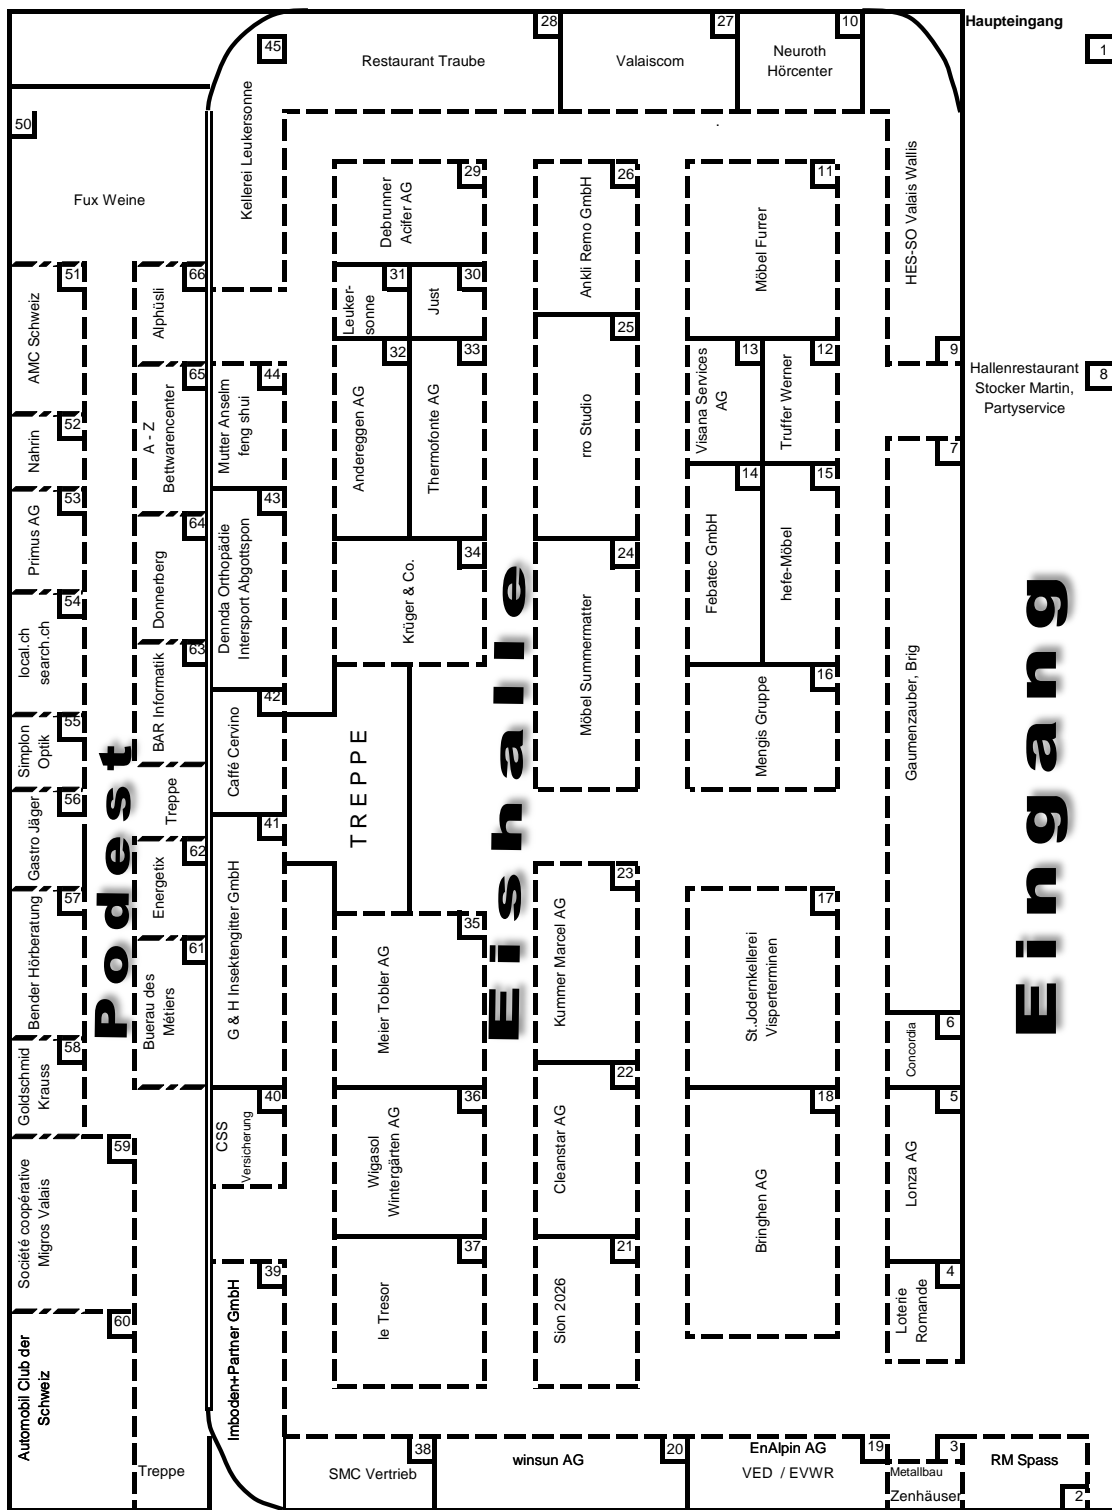 28
27
10
Haupteingang
45
Restaurant Traube
Valaiscom
Neuroth
Hörcenter
1
50
Kellerei Leukersonne
Fux Weine
HES-SO Valais Wallis
29
Debrunner
Acifer AG
26
Ankli Remo GmbH
11
Möbel Furrer
51
AMC Schweiz
66
Alphüsli
31
Leuker-
sonne
30
Just
25
rro Studio
9
Hallenrestaurant
Stocker Martin,
Partyservice
8
65
A - Z
Bettwarencenter
44
Mutter Anselm
feng shui
32
Andereggen AG
33
Thermofonte AG
13
Visana Services
AG
12
Truffer Werner
52
Nahrin
7
Gaumenzauber, Brig
53
Primus AG
64
Donnerberg
43
Dennda Orthopädie
Intersport Abgottspon
34
Krüger & Co.
24
Möbel Summermatter
14
Febatec GmbH
15
hefe-Möbel
54
local.ch
search.ch
63
BAR Informatik
42
Caffé Cervino
TREPPE
16
Mengis Gruppe
55
Simplon
Optik
Treppe
56
Gastro Jäger
Podest
Eishalle
Eingang
62
Energetix
41
G & H Insektengitter GmbH
23
Kummer Marcel AG
17
St.Jodernkellerei
Visperterminen
57
Bender Hörberatung
61
Buerau des
Métiers
35
Meier Tobler AG
58
Goldschmid
Krauss
6
Concordia
40
CSS
Versicherung
36
Wigasol
Wintergärten AG
22
Cleanstar AG
18
Bringhen AG
5
Lonza AG
59
Société coopérative
Migros Valais
39
Imboden+Partner GmbH
37
le Tresor
21
Sion 2026
4
Loterie
Romande
60
Automobil Club der
Schweiz
Treppe
38
SMC Vertrieb
winsun AG
20
EnAlpin AG
VED / EVWR
19
3
Metallbau
Zenhäuser
RM Spass
2